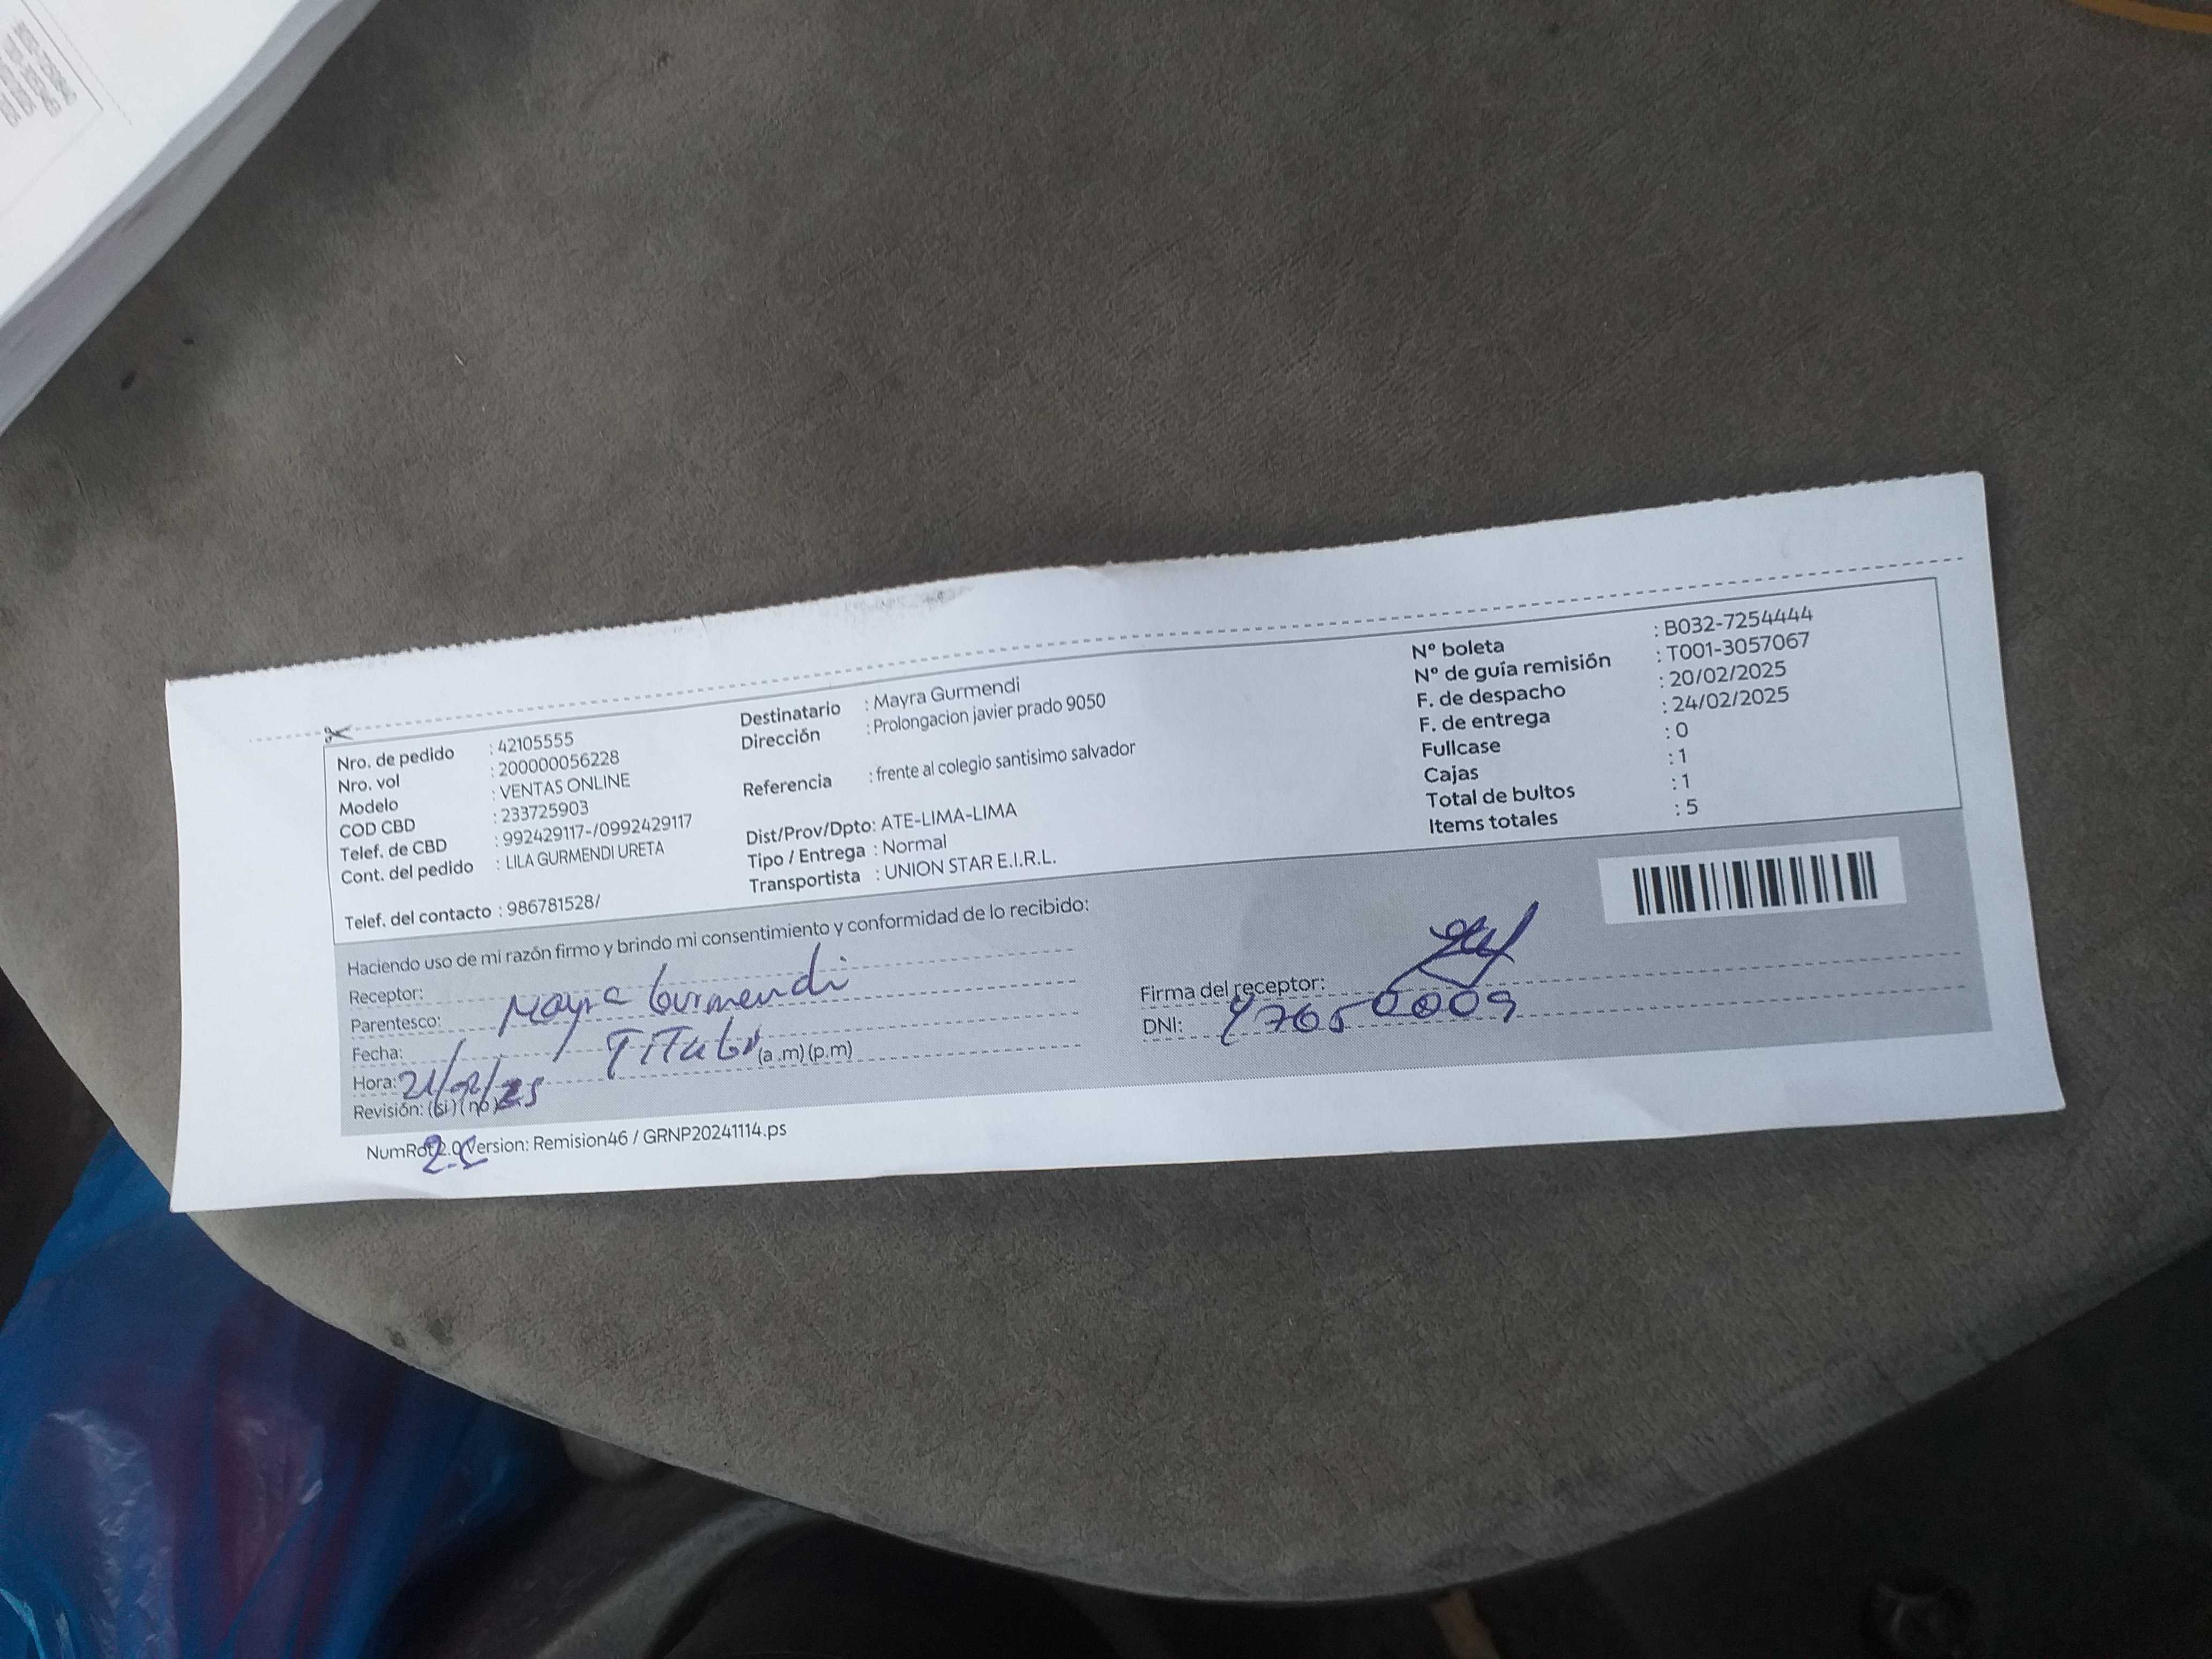 Nro. de pedido : 42105555
Nro. vol : 200000056228
Modelo : VENTAS ONLINE
COD CBD : 233725903
Telef. de CBD : 992429117-/0992429117
Cont. del pedido : LILA GURMENDI URETA
Telef. del contacto : 986781528/
Destinatario : Mayra Gurmendi
Dirección : Prolongacion javier prado 9050
Referencia : frente al colegio santisimo salvador
Dist/Prov/Dpto: ATE-LIMA-LIMA
Tipo / Entrega : Normal
Transportista : UNION STAR E.I.R.L.
Nº boleta : B032-7254444
Nº de guía remisión : T001-3057067
F. de despacho : 20/02/2025
F. de entrega : 24/02/2025
Fullcase : 0
Cajas : 1
Total de bultos : 1
Items totales : 5
Haciendo uso de mi razón firmo y brindo mi consentimiento y conformidad de lo recibido:
Receptor:
Parentesco: Mayra Gurmendi
Fecha: / / Titular
Hora: 21/02/25 (a .m) (p.m)
Revisión: (si) ( no )
Firma del receptor:
DNI:
NumRot2.0 Version: Remision46 / GRNP20241114.ps